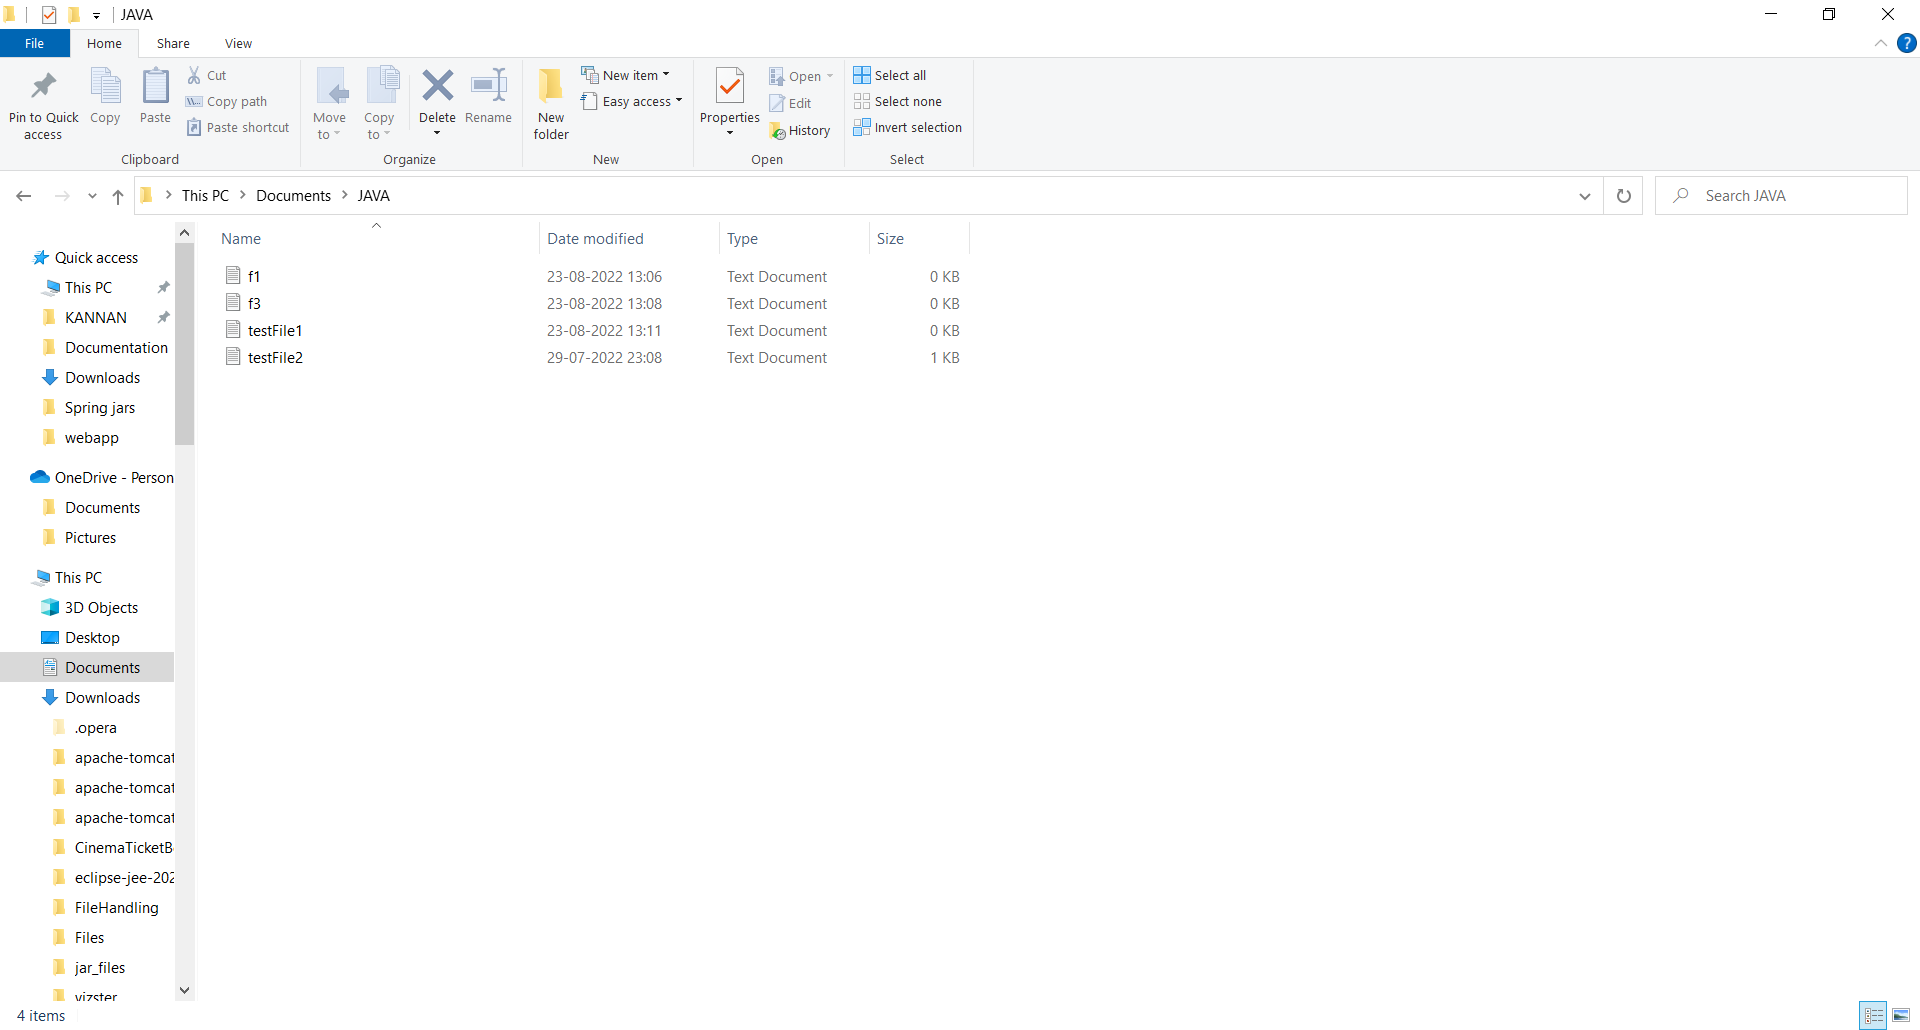 JAVA
File Home Share View
Pin to Quick access
Copy
Paste
Cut
Copy path
Paste shortcut
Clipboard
Move to
Copy to
Delete
Rename
Organize
New folder
New item
Easy access
New
Properties
Open
Edit
History
Open
Select all
Select none
Invert selection
Select
This PC > Documents > JAVA
Search JAVA
Name Date modified Type Size
f1 23-08-2022 13:06 Text Document 0 KB
f3 23-08-2022 13:08 Text Document 0 KB
testFile1 23-08-2022 13:11 Text Document 0 KB
testFile2 29-07-2022 23:08 Text Document 1 KB
Quick access
This PC
KANNAN
Documentation
Downloads
Spring jars
webapp
OneDrive - Person
Documents
Pictures
This PC
3D Objects
Desktop
Documents
Downloads
.opera
apache-tomcat
apache-tomcat
apache-tomcat
CinemaTicketB
eclipse-jee-202
FileHandling
Files
jar_files
vizster
4 items